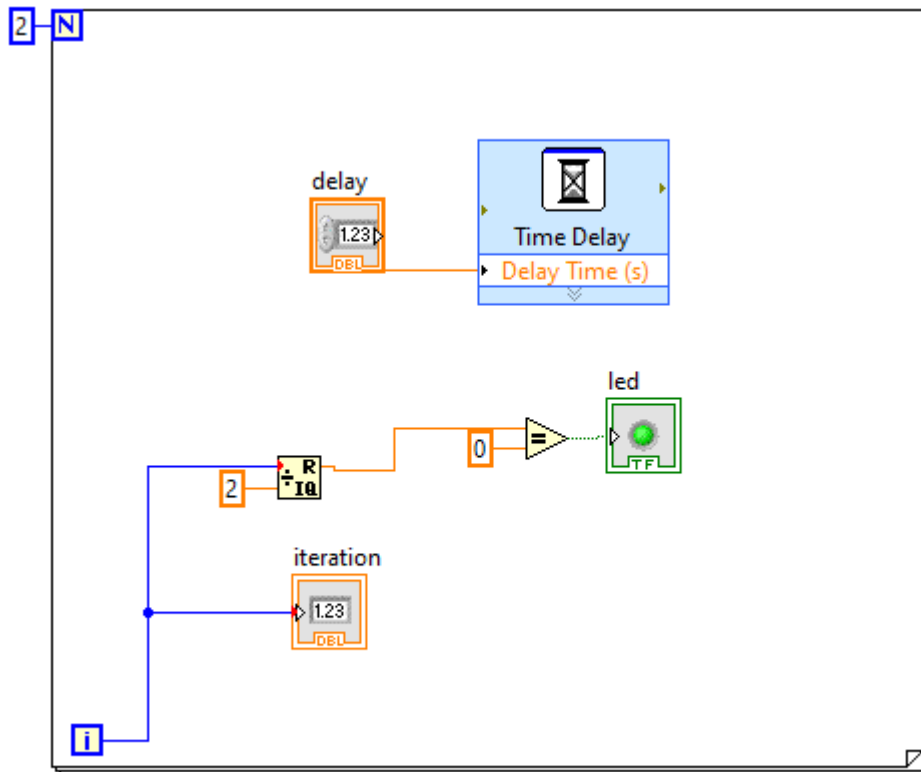 2 N
delay
1.23
DBL
Time Delay
Delay Time (s)
led
TF
0
=
R
÷
IQ
2
iteration
1.23
DBL
i